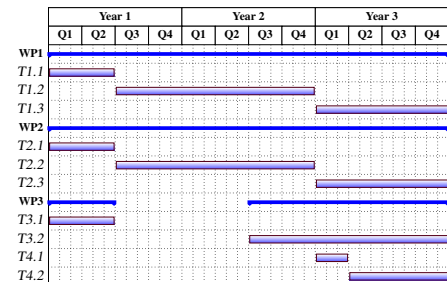 Year 1 Year 2 Year 3
Q1 Q2 Q3 Q4 Q1 Q2 Q3 Q4 Q1 Q2 Q3 Q4
WP1
T1.1
T1.2
T1.3
WP2
T2.1
T2.2
T2.3
WP3
T3.1
T3.2
T4.1
T4.2